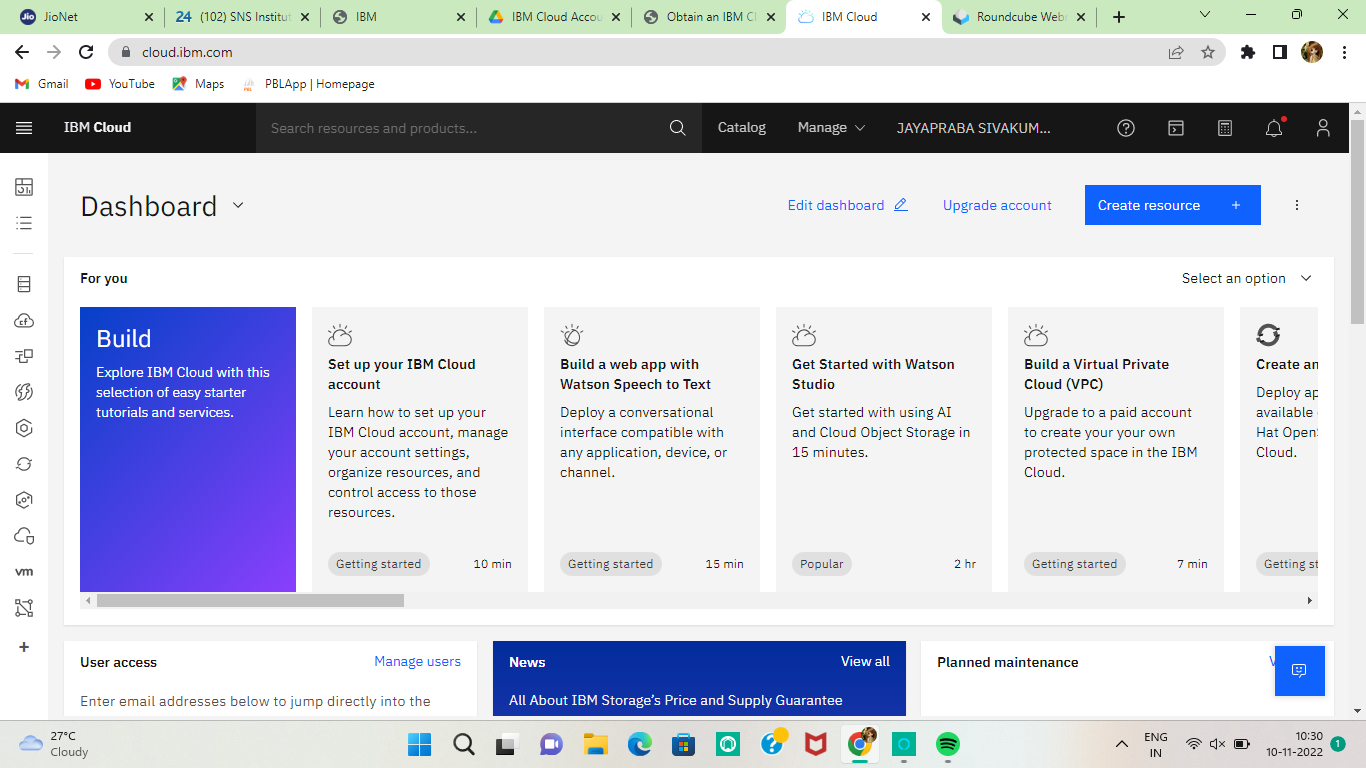 JioNet
24 (102) SNS Institut
IBM
IBM Cloud Accou
Obtain an IBM Cl
IBM Cloud
Roundcube Web
cloud.ibm.com
Gmail
YouTube
Maps
PBLApp | Homepage
IBM Cloud
Search resources and products...
Catalog
Manage
JAYAPRABA SIVAKUM...
Dashboard
Edit dashboard
Upgrade account
Create resource +
For you
Select an option
Build
Explore IBM Cloud with this
selection of easy starter
tutorials and services.
Set up your IBM Cloud
account
Learn how to set up your
IBM Cloud account, manage
your account settings,
organize resources, and
control access to those
resources.
Getting started
10 min
Build a web app with
Watson Speech to Text
Deploy a conversational
interface compatible with
any application, device, or
channel.
Getting started
15 min
Get Started with Watson
Studio
Get started with using AI
and Cloud Object Storage in
15 minutes.
Popular
2 hr
Build a Virtual Private
Cloud (VPC)
Upgrade to a paid account
to create your your own
protected space in the IBM
Cloud.
Getting started
7 min
Create an
Deploy ap
available
Hat Open
Cloud.
Getting st
vm
User access
Manage users
Enter email addresses below to jump directly into the
News
View all
All About IBM Storage's Price and Supply Guarantee
Planned maintenance
27°C
Cloudy
ENG
IN
10:30
10-11-2022
1